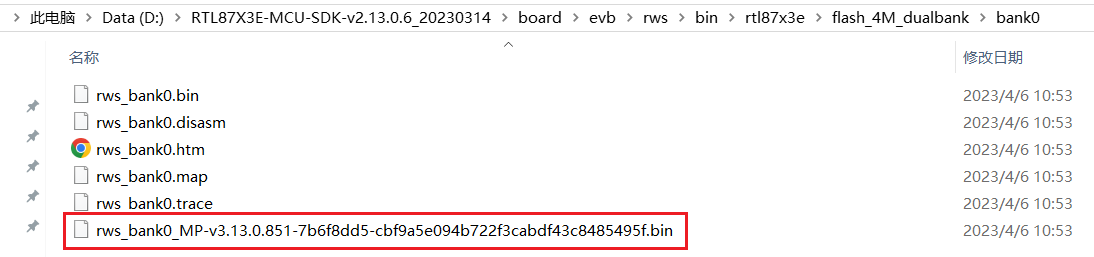 此电脑 > Data (D:) > RTL87X3E-MCU-SDK-v2.13.0.6_20230314 > board > evb > rws > bin > rtl87x3e > flash_4M_dualbank > bank0
名称 修改日期
rws_bank0.bin 2023/4/6 10:53
rws_bank0.disasm 2023/4/6 10:53
rws_bank0.htm 2023/4/6 10:53
rws_bank0.map 2023/4/6 10:53
rws_bank0.trace 2023/4/6 10:53
rws_bank0_MP-v3.13.0.851-7b6f8dd5-cbf9a5e094b722f3cabdf43c8485495f.bin 2023/4/6 10:53